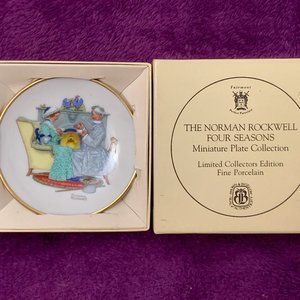 Fairmont
THE NORMAN ROCKWELL
FOUR SEASONS
Miniature Plate Collection
Limited Collectors Edition
Fine Porcelain